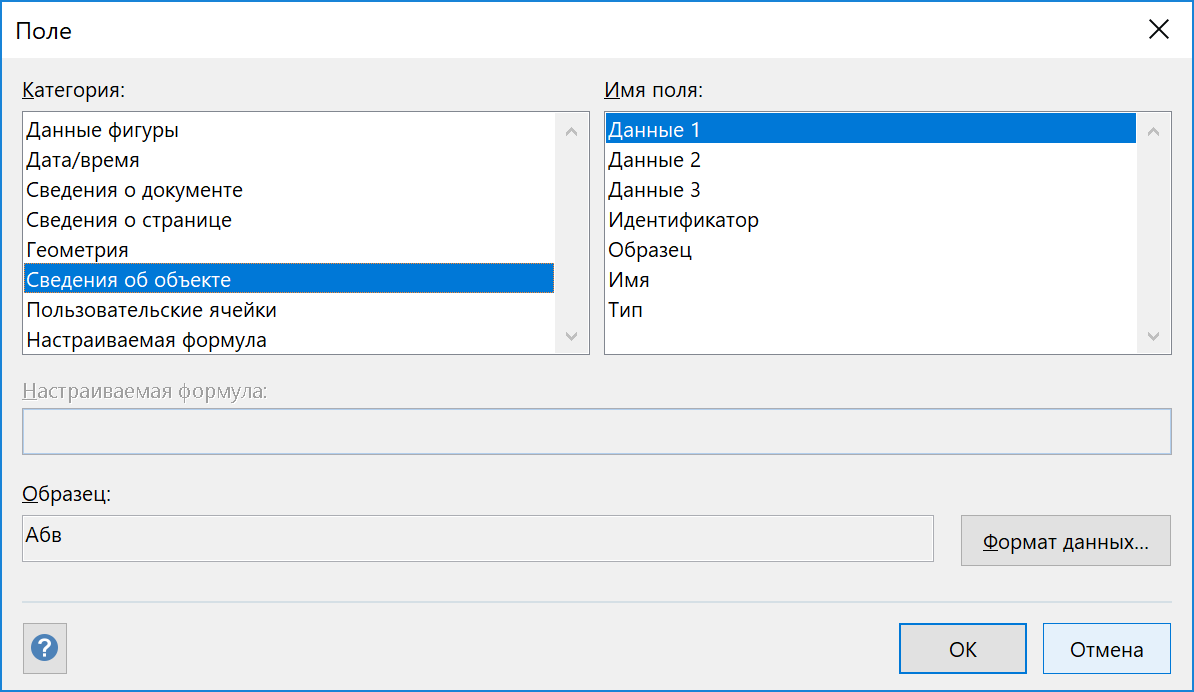 Поле
Категория:
Данные фигуры
Дата/время
Сведения о документе
Сведения о странице
Геометрия
Сведения об объекте
Пользовательские ячейки
Настраиваемая формула
Имя поля:
Данные 1
Данные 2
Данные 3
Идентификатор
Образец
Имя
Тип
Настраиваемая формула:
Образец:
Абв
Формат данных...
?
ОК
Отмена